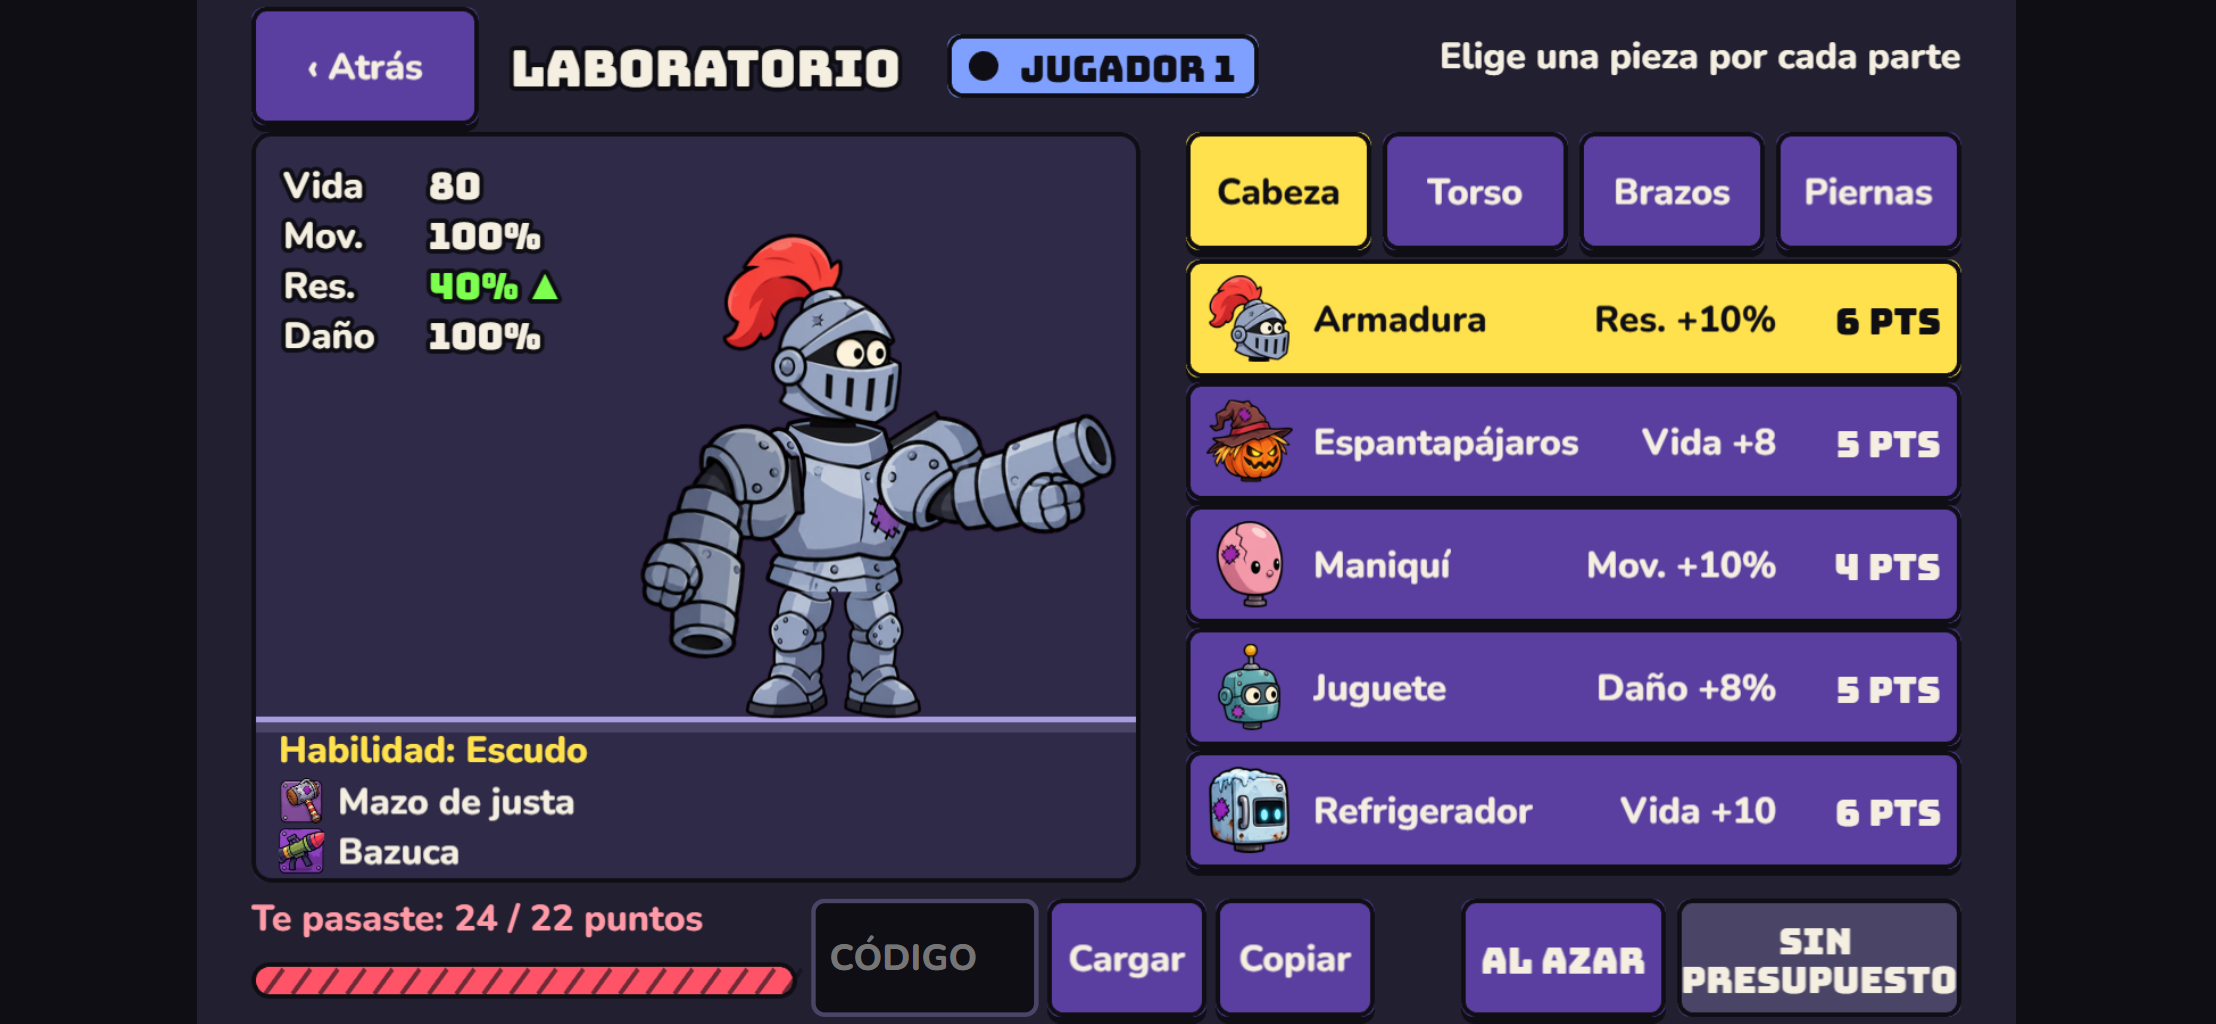 ‹ Atrás
LABORATORIO
JUGADOR 1
Elige una pieza por cada parte
Vida 80
Mov. 100%
Res. 40% ▲
Daño 100%
Habilidad: Escudo
Mazo de justa
Bazuca
Cabeza
Torso
Brazos
Piernas
Armadura Res. +10% 6 PTS
Espantapájaros Vida +8 5 PTS
Maniquí Mov. +10% 4 PTS
Juguete Daño +8% 5 PTS
Refrigerador Vida +10 6 PTS
Te pasaste: 24 / 22 puntos
CÓDIGO
Cargar
Copiar
AL AZAR
SIN
PRESUPUESTO